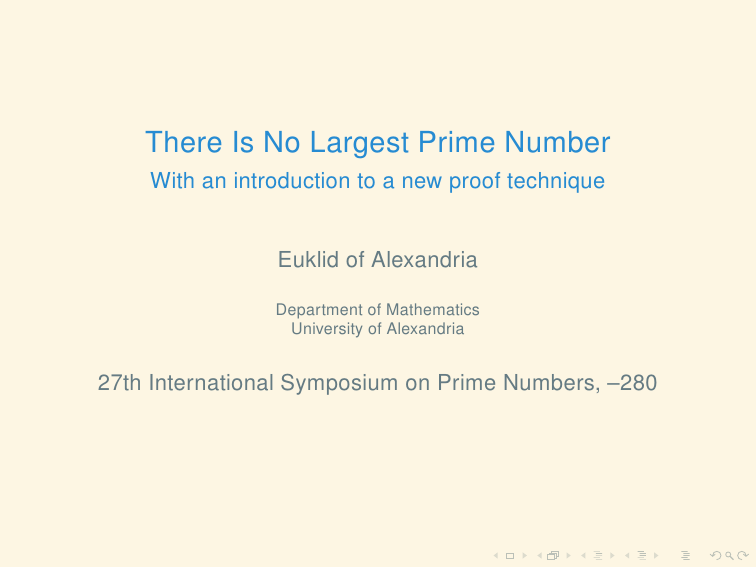 There Is No Largest Prime Number
With an introduction to a new proof technique
Euklid of Alexandria
Department of Mathematics
University of Alexandria
27th International Symposium on Prime Numbers, –280